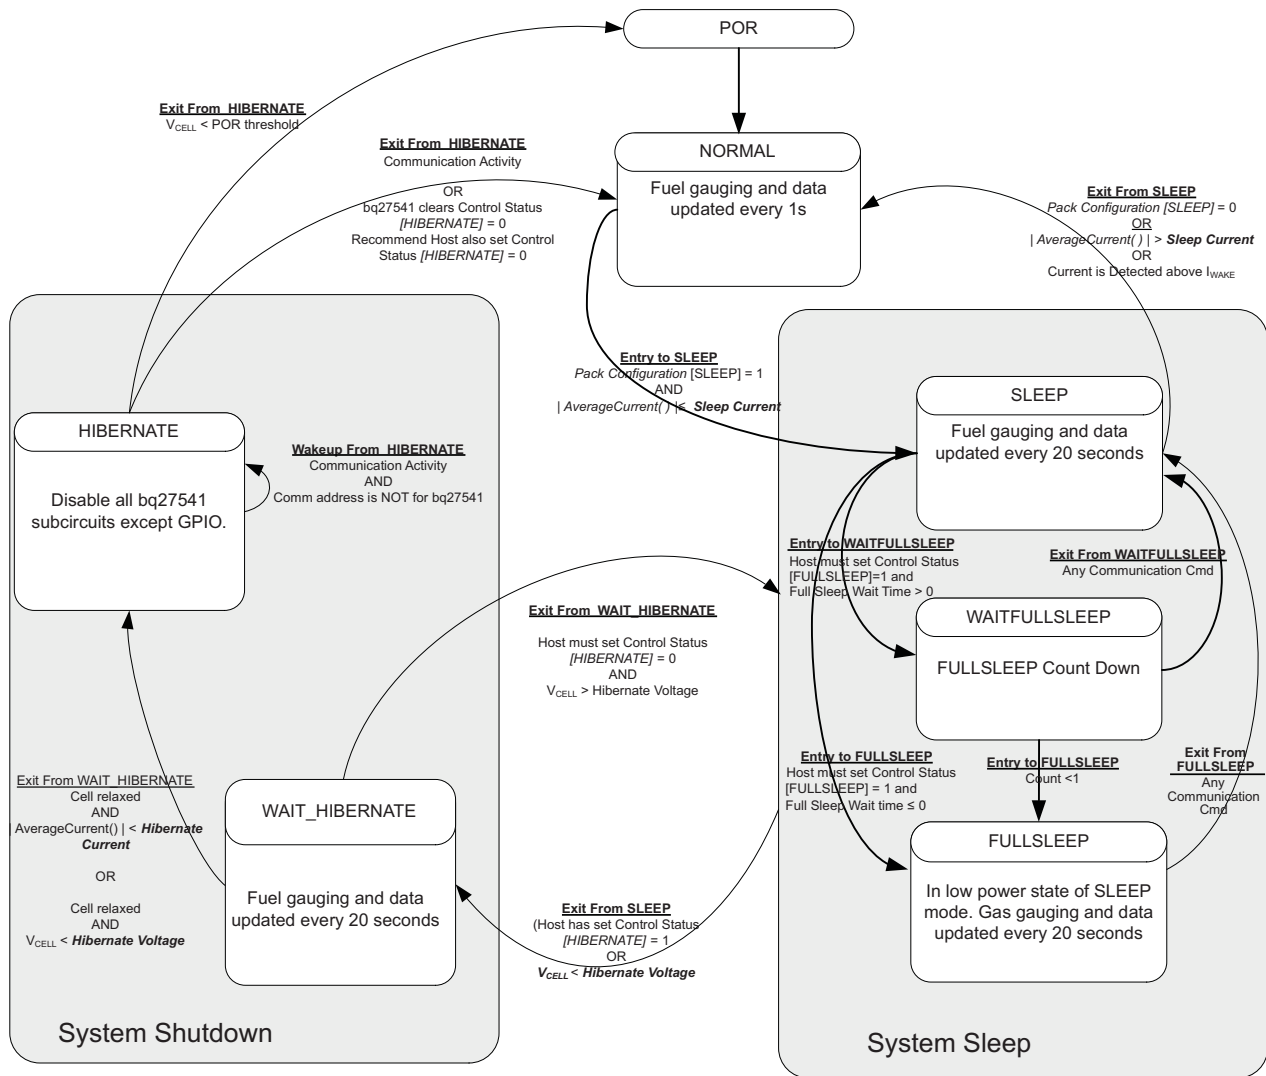 POR
Exit From HIBERNATE
VCELL < POR threshold
Exit From HIBERNATE
Communication Activity
OR
bq27541 clears Control Status
[HIBERNATE] = 0
Recommend Host also set Control
Status [HIBERNATE] = 0
NORMAL
Fuel gauging and data
updated every 1s
Exit From SLEEP
Pack Configuration [SLEEP] = 0
OR
| AverageCurrent( ) | > Sleep Current
OR
Current is Detected above IWAKE
Entry to SLEEP
Pack Configuration [SLEEP] = 1
AND
| AverageCurrent( ) |≤ Sleep Current
HIBERNATE
Disable all bq27541
subcircuits except GPIO.
Wakeup From HIBERNATE
Communication Activity
AND
Comm address is NOT for bq27541
SLEEP
Fuel gauging and data
updated every 20 seconds
Entry to WAITFULLSLEEP
Host must set Control Status
[FULLSLEEP]=1 and
Full Sleep Wait Time > 0
Exit From WAITFULLSLEEP
Any Communication Cmd
Exit From WAIT_HIBERNATE
Host must set Control Status
[HIBERNATE] = 0
AND
VCELL > Hibernate Voltage
WAITFULLSLEEP
FULLSLEEP Count Down
Exit From WAIT_HIBERNATE
Cell relaxed
AND
| AverageCurrent() | < Hibernate
Current
OR
Cell relaxed
AND
VCELL < Hibernate Voltage
WAIT_HIBERNATE
Fuel gauging and data
updated every 20 seconds
Entry to FULLSLEEP
Host must set Control Status
[FULLSLEEP] = 1 and
Full Sleep Wait time ≤ 0
Entry to FULLSLEEP
Count <1
Exit From
FULLSLEEP
Any
Communication
Cmd
Exit From SLEEP
(Host has set Control Status
[HIBERNATE] = 1
OR
VCELL < Hibernate Voltage
FULLSLEEP
In low power state of SLEEP
mode. Gas gauging and data
updated every 20 seconds
System Shutdown
System Sleep